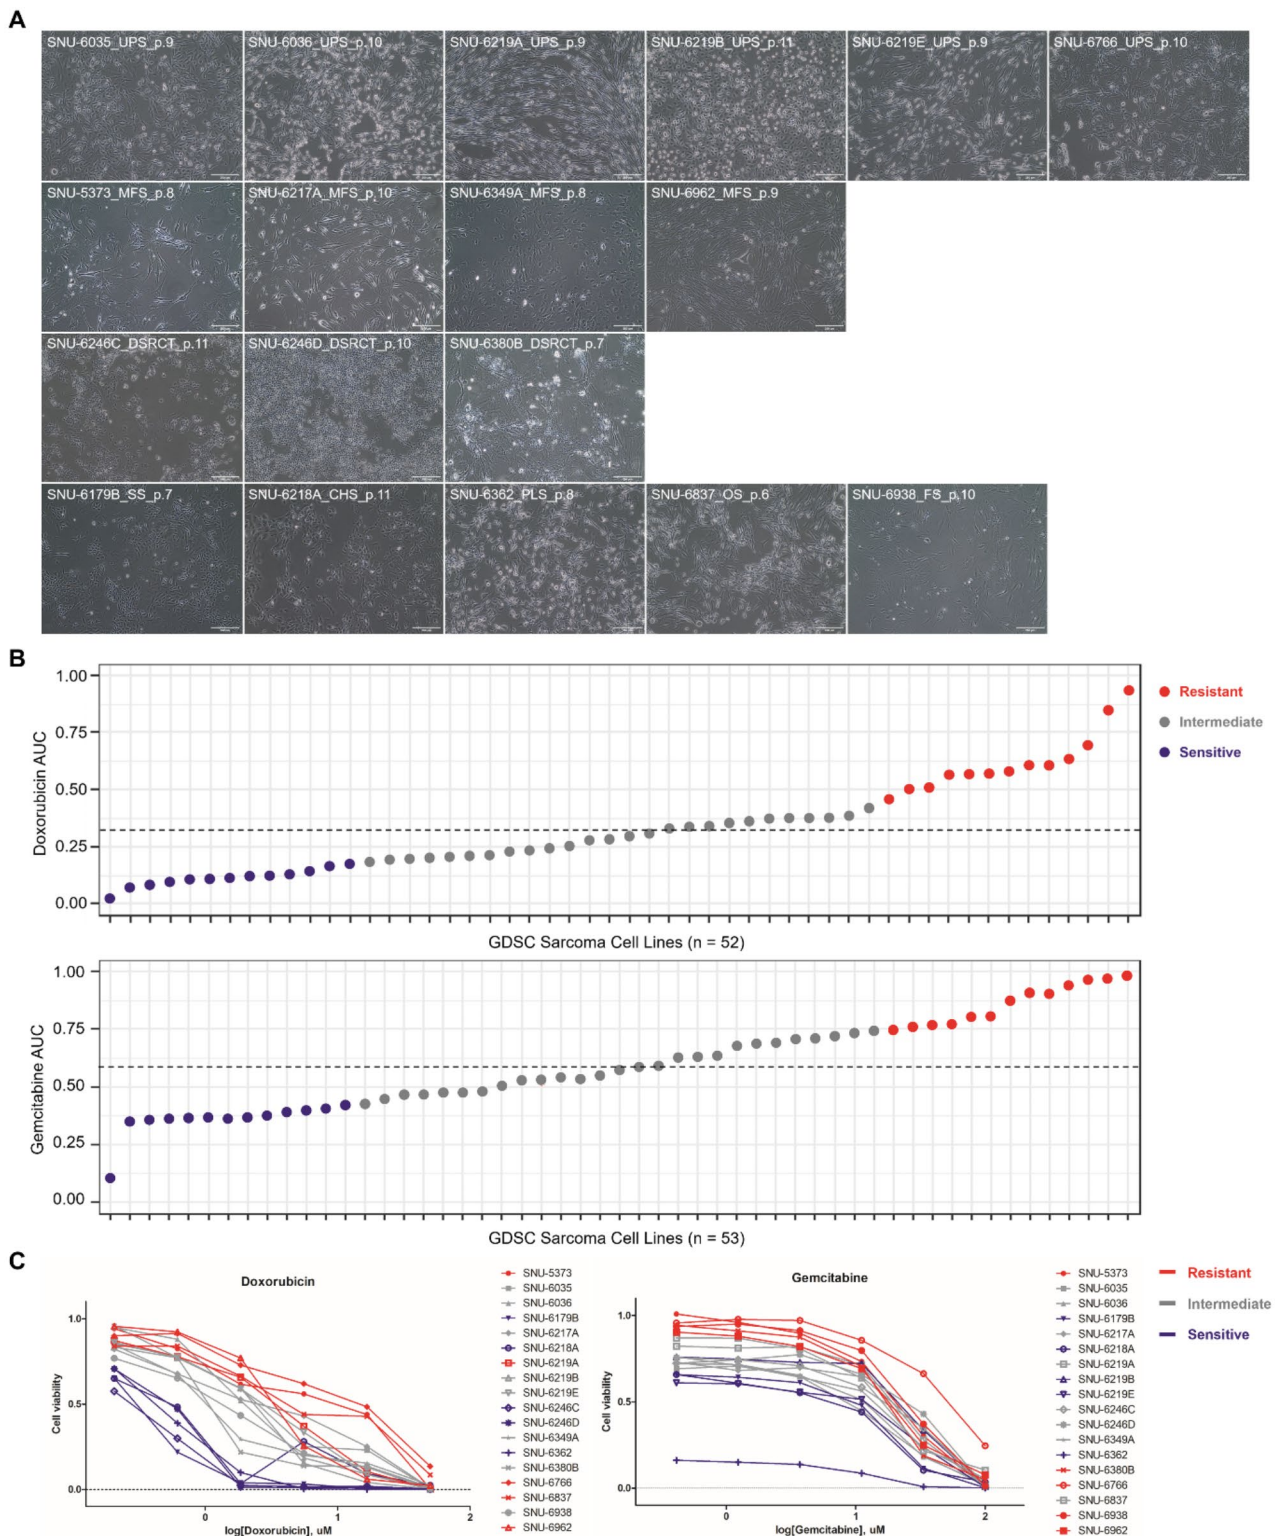 A
SNU-6035_UPS_p.9
SNU-6036_UPS_p.10
SNU-6219A_UPS_p.9
SNU-6219B_UPS_p.11
SNU-6219E_UPS_p.9
SNU-6766_UPS_p.10
SNU-5373_MFS_p.8
SNU-6217A_MFS_p.10
SNU-6349A_MFS_p.8
SNU-6962_MFS_p.9
SNU-6246C_DSRCT_p.11
SNU-6246D_DSRCT_p.10
SNU-6380B_DSRCT_p.7
SNU-6179B_SS_p.7
SNU-6218A_CHS_p.11
SNU-6362_PLS_p.8
SNU-6837_OS_p.6
SNU-6938_FS_p.10
B
Doxorubicin AUC
1.00
0.75
0.50
0.25
0.00
GDSC Sarcoma Cell Lines (n = 52)
Resistant
Intermediate
Sensitive
Gemcitabine AUC
1.00
0.75
0.50
0.25
0.00
GDSC Sarcoma Cell Lines (n = 53)
C
Doxorubicin
Cell viability
1.0
0.5
0.0
0 1 2
log[Doxorubicin], uM
SNU-5373
SNU-6035
SNU-6036
SNU-6179B
SNU-6217A
SNU-6218A
SNU-6219A
SNU-6219B
SNU-6219E
SNU-6246C
SNU-6246D
SNU-6349A
SNU-6362
SNU-6380B
SNU-6766
SNU-6837
SNU-6938
SNU-6962
Gemcitabine
Cell viability
1.0
0.5
0.0
0 1 2
log[Gemcitabine], uM
SNU-5373
SNU-6035
SNU-6036
SNU-6179B
SNU-6217A
SNU-6218A
SNU-6219A
SNU-6219B
SNU-6219E
SNU-6246C
SNU-6246D
SNU-6349A
SNU-6362
SNU-6380B
SNU-6766
SNU-6837
SNU-6938
SNU-6962
Resistant
Intermediate
Sensitive